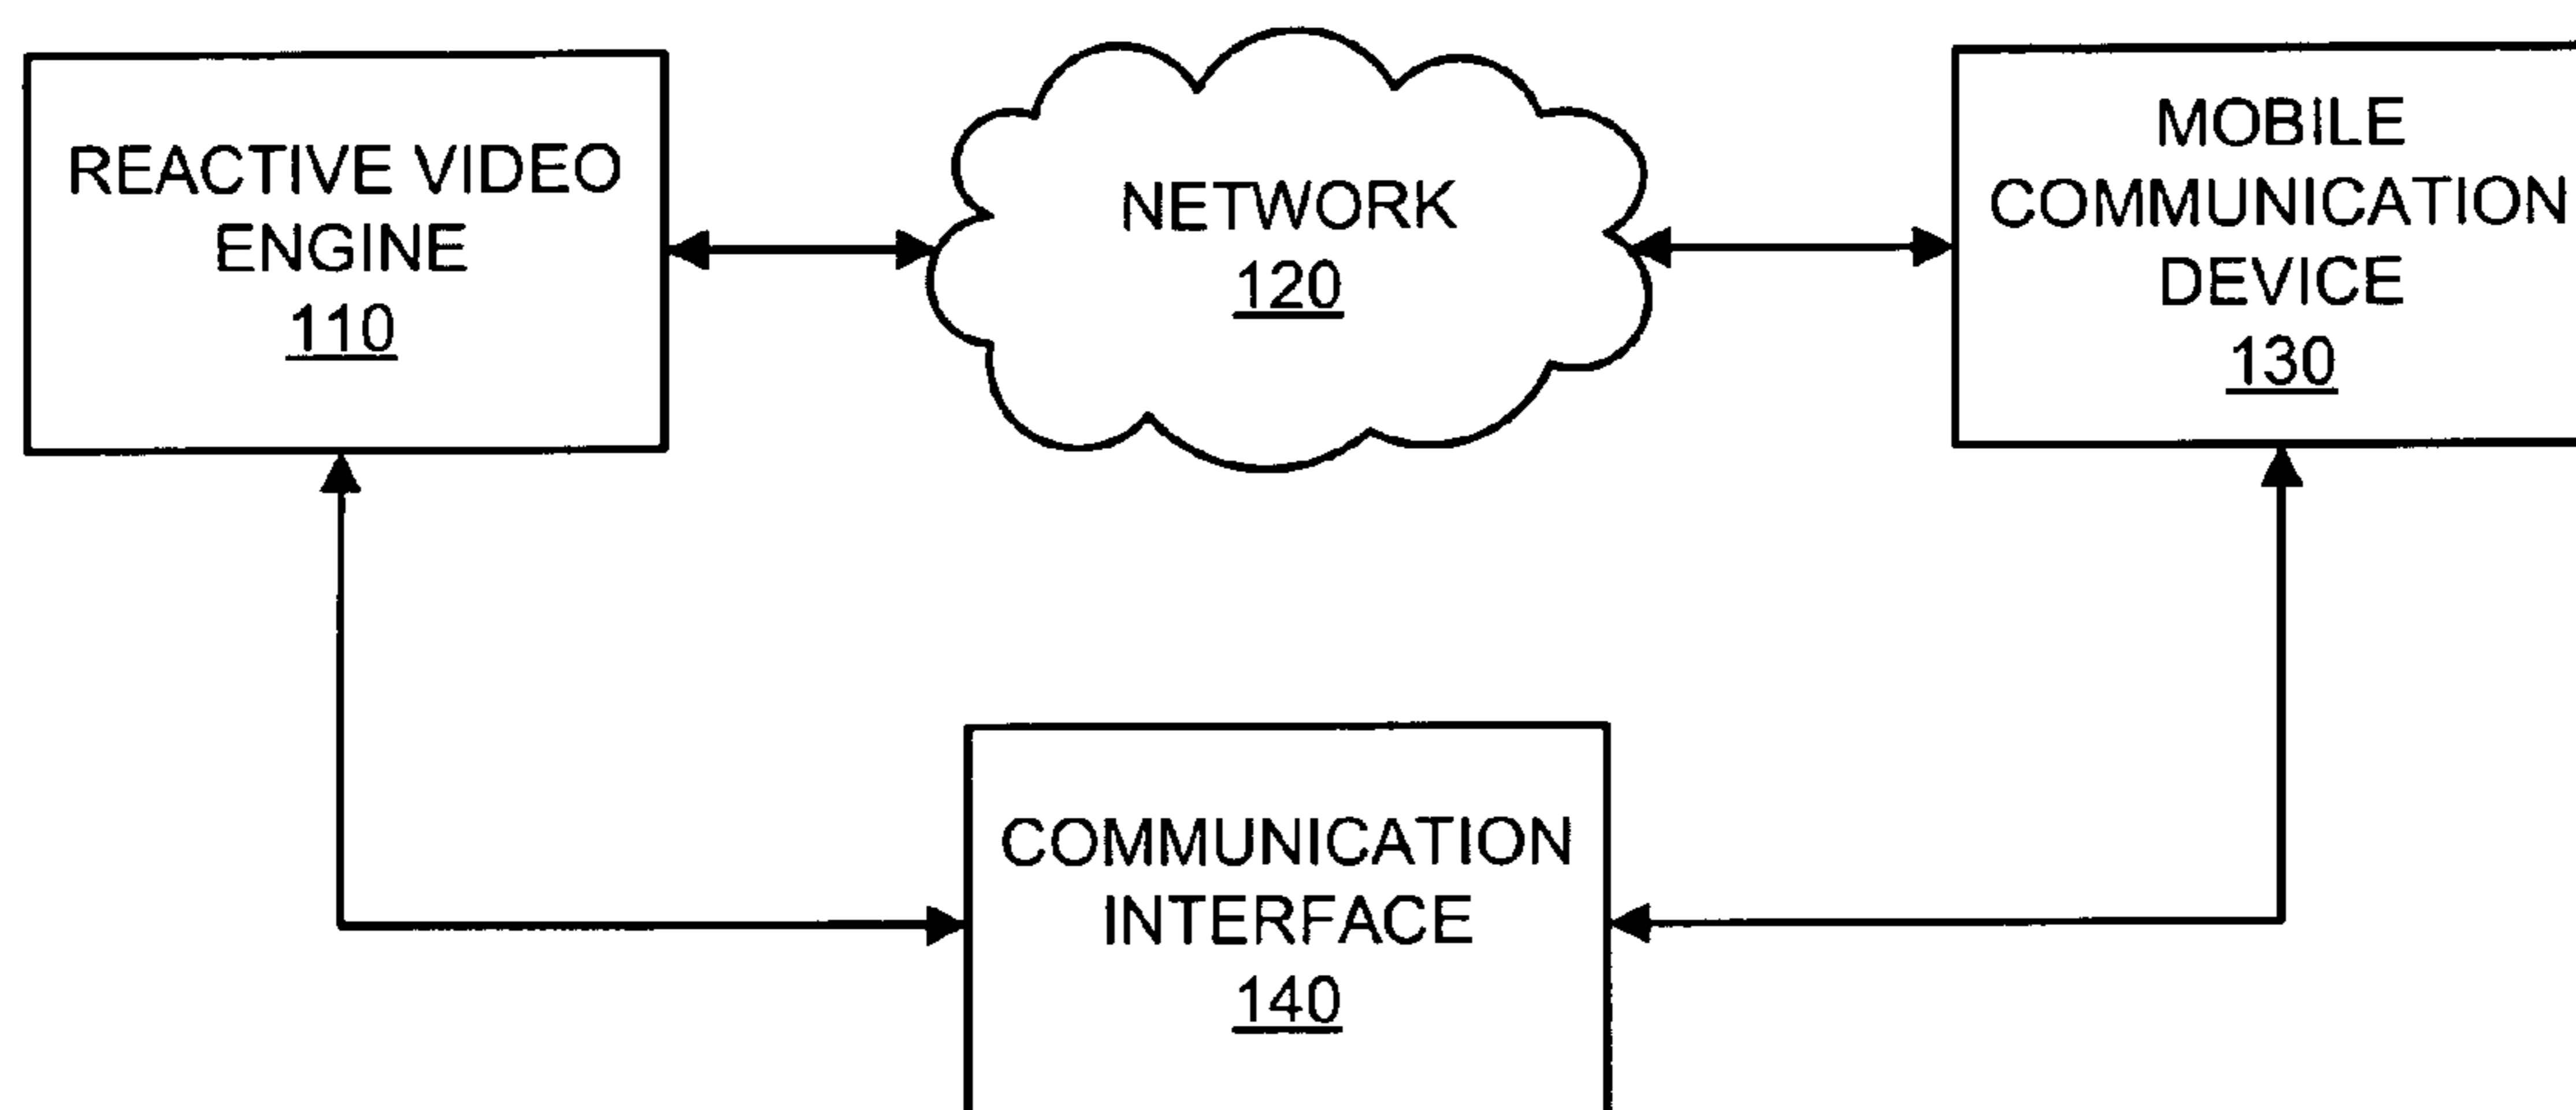 REACTIVE VIDEO
ENGINE
110
NETWORK
120
MOBILE
COMMUNICATION
DEVICE
130
COMMUNICATION
INTERFACE
140